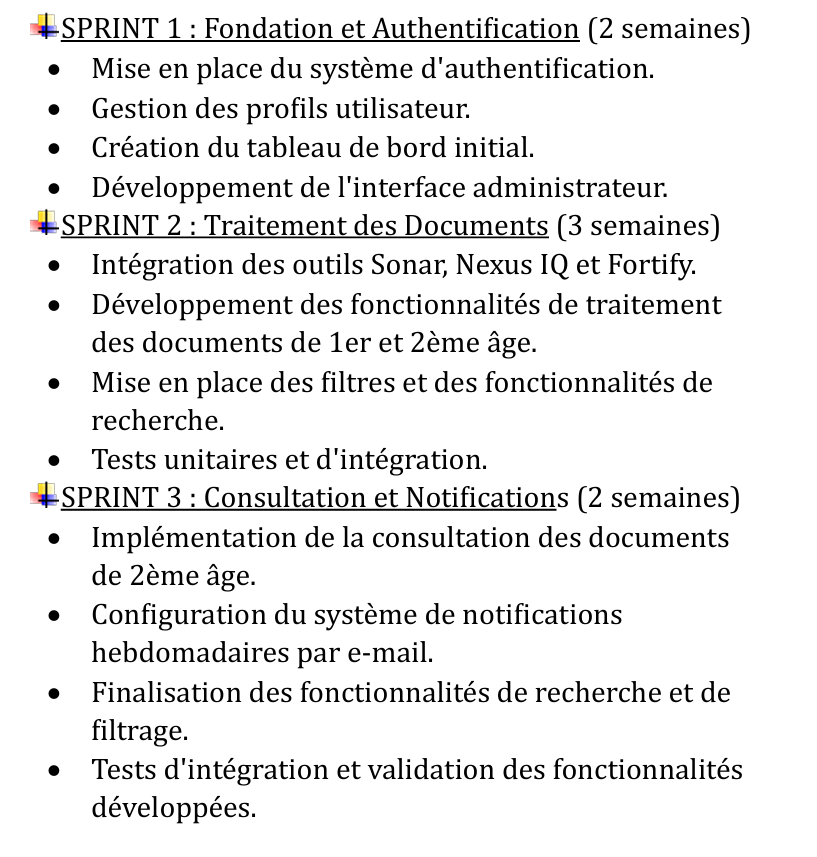 SPRINT 1 : Fondation et Authentification (2 semaines)
• Mise en place du système d'authentification.
• Gestion des profils utilisateur.
• Création du tableau de bord initial.
• Développement de l'interface administrateur.
SPRINT 2 : Traitement des Documents (3 semaines)
• Intégration des outils Sonar, Nexus IQ et Fortify.
• Développement des fonctionnalités de traitement
des documents de 1er et 2ème âge.
• Mise en place des filtres et des fonctionnalités de
recherche.
• Tests unitaires et d'intégration.
SPRINT 3 : Consultation et Notifications (2 semaines)
• Implémentation de la consultation des documents
de 2ème âge.
• Configuration du système de notifications
hebdomadaires par e-mail.
• Finalisation des fonctionnalités de recherche et de
filtrage.
• Tests d'intégration et validation des fonctionnalités
développées.